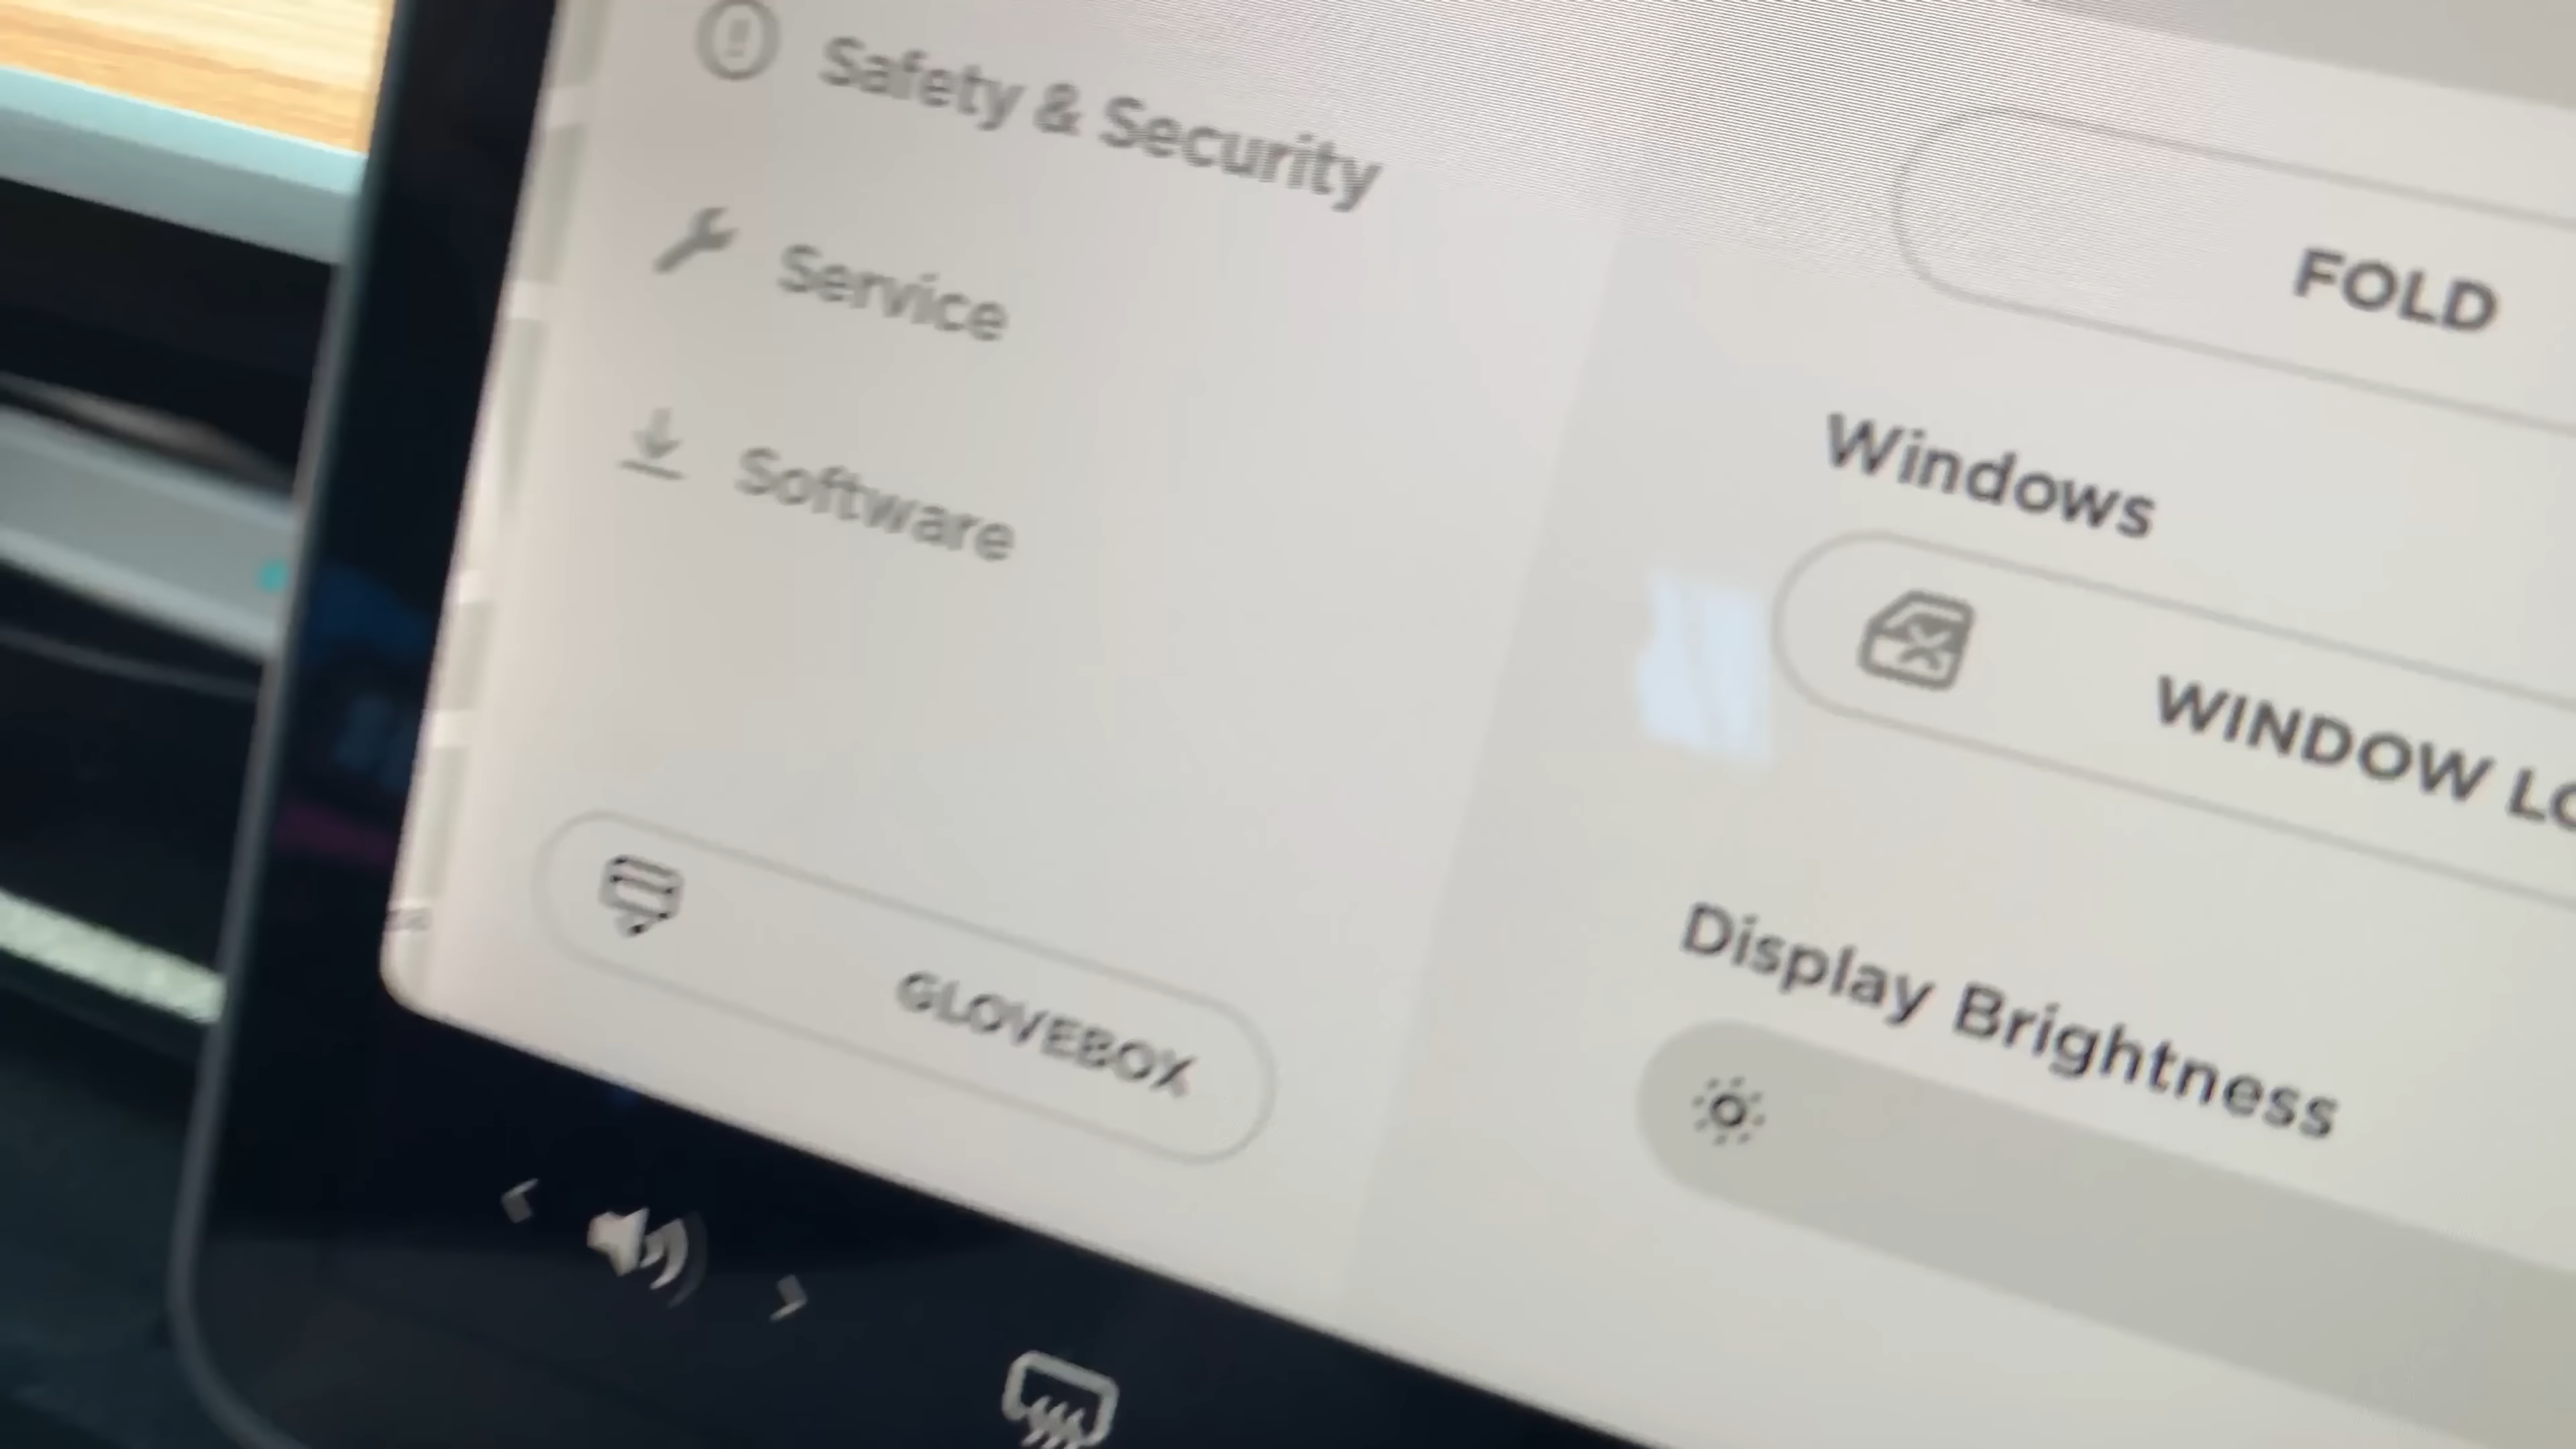 Safety & Security
Service
Software
GLOVEBOX
FOLD
Windows
WINDOW LO
Display Brightness